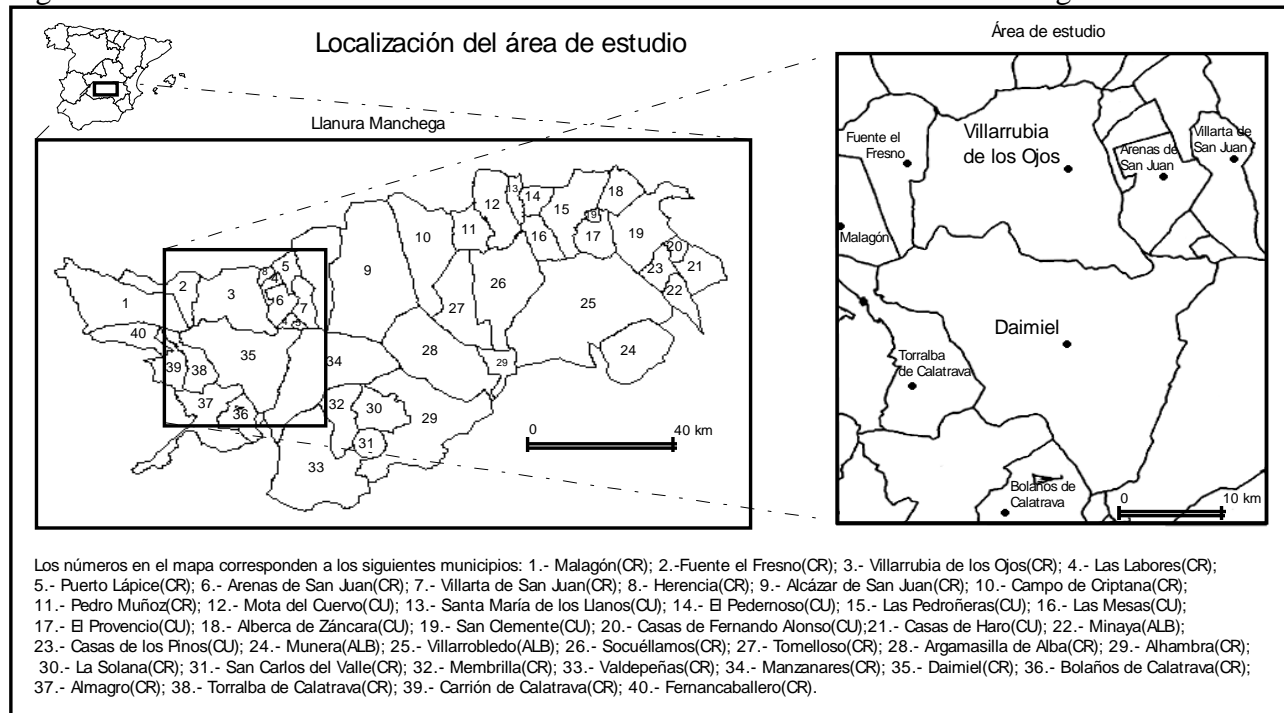 Localización del área de estudio
Área de estudio
Llanura Manchega
1
2
3
8
5
4
6
7
4
40
39
38
35
37
36
9
10
11
12
13
14
15
16
9
17
18
19
20
21
22
23
24
25
26
27
28
29
34
32
30
29
31
33
0 40 km
Fuente el
Fresno
Villarrubia
de los Ojos
Arenas de
San Juan
Villarta de
San Juan
Malagón
Daimiel
Torralba
de Calatrava
Bolaños de
Calatrava
0 10 km
Los números en el mapa corresponden a los siguientes municipios: 1.- Malagón(CR); 2.-Fuente el Fresno(CR); 3.- Villarrubia de los Ojos(CR); 4.- Las Labores(CR);
5.- Puerto Lápice(CR); 6.- Arenas de San Juan(CR); 7.- Villarta de San Juan(CR); 8.- Herencia(CR); 9.- Alcázar de San Juan(CR); 10.- Campo de Criptana(CR);
11.- Pedro Muñoz(CR); 12.- Mota del Cuervo(CU); 13.- Santa María de los Llanos(CU); 14.- El Pedernoso(CU); 15.- Las Pedroñeras(CU); 16.- Las Mesas(CU);
17.- El Provencio(CU); 18.- Alberca de Záncara(CU); 19.- San Clemente(CU); 20.- Casas de Fernando Alonso(CU);21.- Casas de Haro(CU); 22.- Minaya(ALB);
23.- Casas de los Pinos(CU); 24.- Munera(ALB); 25.- Villarrobledo(ALB); 26.- Socuéllamos(CR); 27.- Tomelloso(CR); 28.- Argamasilla de Alba(CR); 29.- Alhambra(CR);
30.- La Solana(CR); 31.- San Carlos del Valle(CR); 32.- Membrilla(CR); 33.- Valdepeñas(CR); 34.- Manzanares(CR); 35.- Daimiel(CR); 36.- Bolaños de Calatrava(CR);
37.- Almagro(CR); 38.- Torralba de Calatrava(CR); 39.- Carrión de Calatrava(CR); 40.- Fernancaballero(CR).